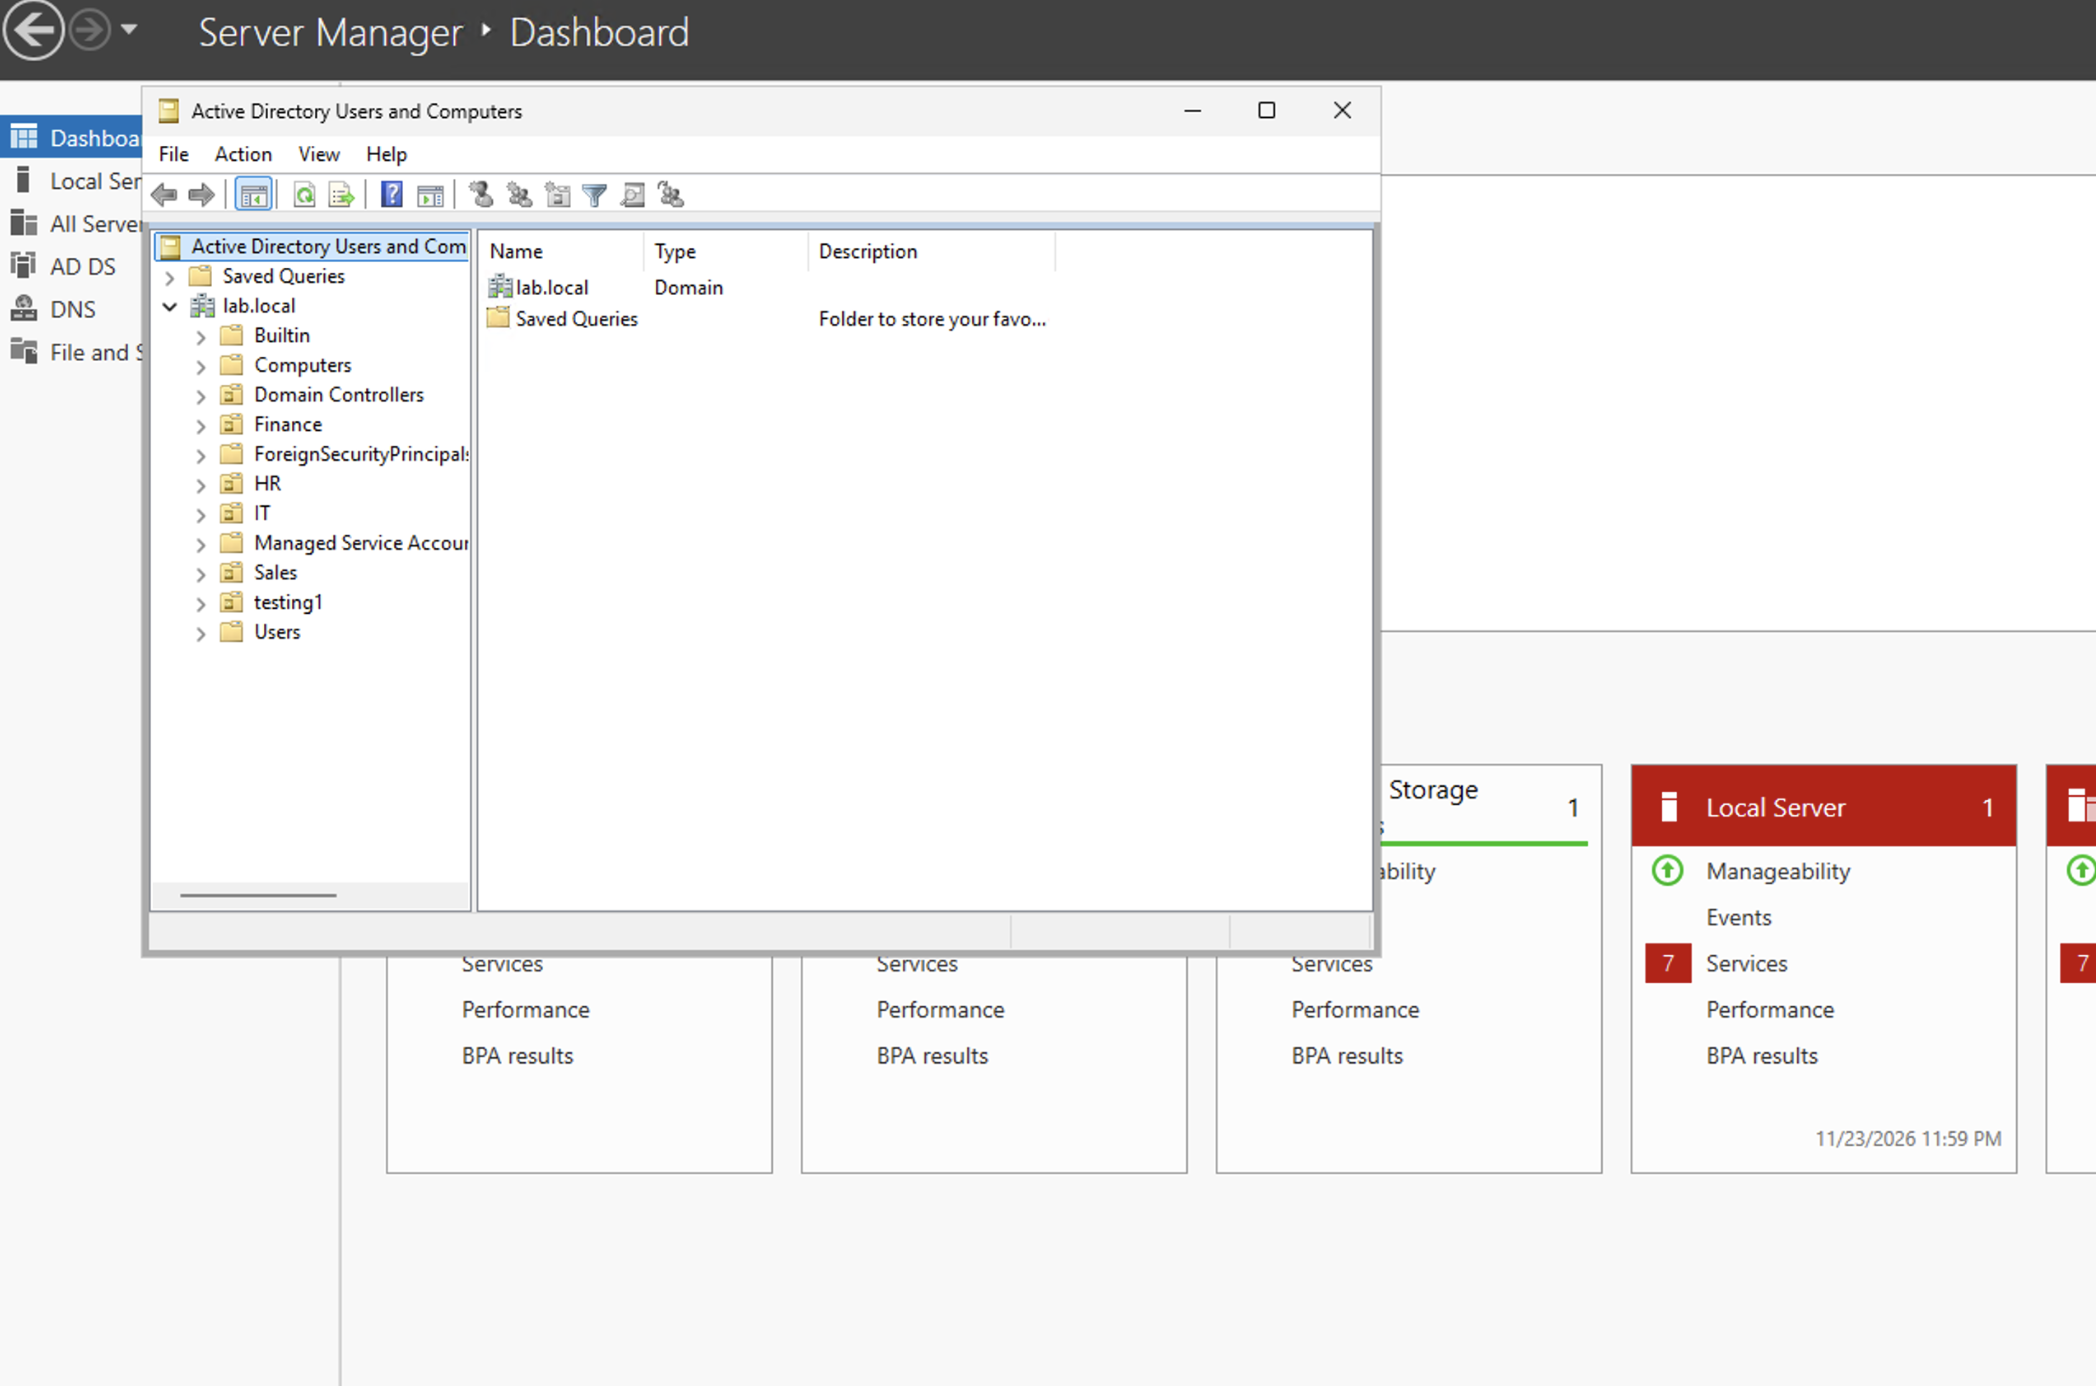 Server Manager ‣ Dashboard
Active Directory Users and Computers
File Action View Help
Dashboa
Local Ser
All Server
AD DS
DNS
File and S
Active Directory Users and Com
Saved Queries
lab.local
Builtin
Computers
Domain Controllers
Finance
ForeignSecurityPrincipals
HR
IT
Managed Service Accour
Sales
testing1
Users
Name Type Description
lab.local Domain
Saved Queries Folder to store your favo...
Services
Performance
BPA results
Services
Performance
BPA results
Storage 1
s
ability
Services
Performance
BPA results
Local Server 1
Manageability
Events
7 Services
Performance
BPA results
11/23/2026 11:59 PM
7